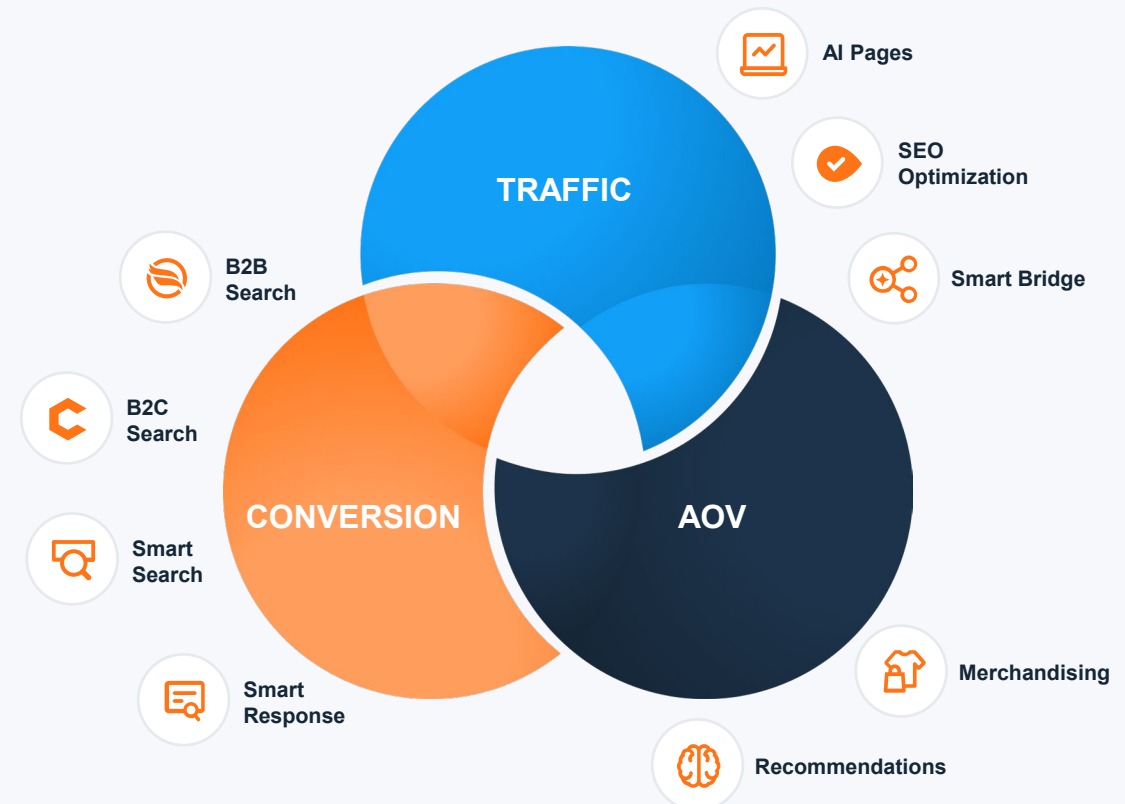 AI Pages
SEO
Optimization
TRAFFIC
Smart Bridge
B2B
Search
B2C
Search
CONVERSION
AOV
Smart
Search
Smart
Response
Merchandising
Recommendations